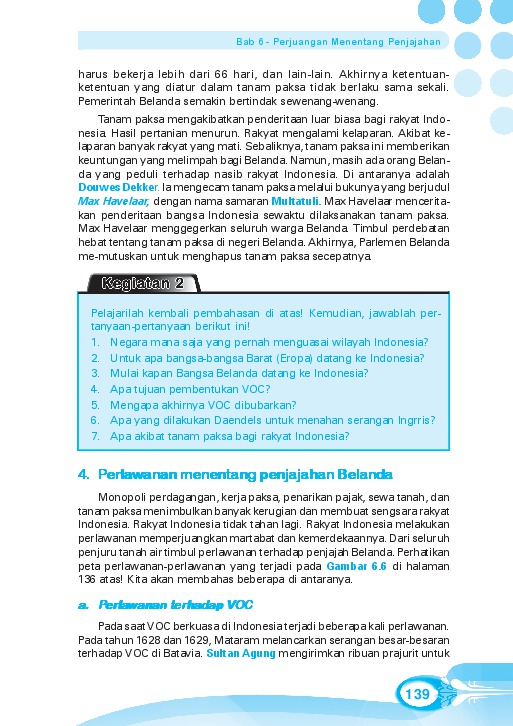 Bab 6 - Perjuangan Menentang Penjajahan
harus bekerja lebih dari 66 hari, dan lain-lain. Akhirnya ketentuan-
ketentuan yang diatur dalam tanam paksa tidak berlaku sama sekali.
Pemerintah Belanda semakin bertindak sewenang-wenang.
Tanam paksa mengakibatkan penderitaan luar biasa bagi rakyat Indo-
nesia. Hasil pertanian menurun. Rakyat mengalami kelaparan. Akibat ke-
laparan banyak rakyat yang mati. Sebaliknya, tanam paksa ini memberikan
keuntungan yang melimpah bagi Belanda. Namun, masih ada orang Belan-
da yang peduli terhadap nasib rakyat Indonesia. Di antaranya adalah
Douwes Dekker. Ia mengecam tanam paksa melalui bukunya yang berjudul
Max Havelaar, dengan nama samaran Multatuli. Max Havelaar mencerita-
kan penderitaan bangsa Indonesia sewaktu dilaksanakan tanam paksa.
Max Havelaar menggegerkan seluruh warga Belanda. Timbul perdebatan
hebat tentang tanam paksa di negeri Belanda. Akhirnya, Parlemen Belanda
me-mutuskan untuk menghapus tanam paksa secepatnya.
Kegiatan 2
Pelajarilah kembali pembahasan di atas! Kemudian, jawablah per-
tanyaan-pertanyaan berikut ini!
1. Negara mana saja yang pernah menguasai wilayah Indonesia?
2. Untuk apa bangsa-bangsa Barat (Eropa) datang ke Indonesia?
3. Mulai kapan Bangsa Belanda datang ke Indonesia?
4. Apa tujuan pembentukan VOC?
5. Mengapa akhirnya VOC dibubarkan?
6. Apa yang dilakukan Daendels untuk menahan serangan Ingrris?
7. Apa akibat tanam paksa bagi rakyat Indonesia?
4. Perlawanan menentang penjajahan Belanda
Monopoli perdagangan, kerja paksa, penarikan pajak, sewa tanah, dan
tanam paksa menimbulkan banyak kerugian dan membuat sengsara rakyat
Indonesia. Rakyat Indonesia tidak tahan lagi. Rakyat Indonesia melakukan
perlawanan memperjuangkan martabat dan kemerdekaannya. Dari seluruh
penjuru tanah air timbul perlawanan terhadap penjajah Belanda. Perhatikan
peta perlawanan-perlawanan yang terjadi pada Gambar 6.6 di halaman
136 atas! Kita akan membahas beberapa di antaranya.
a. Perlawanan terhadap VOC
Pada saat VOC berkuasa di Indonesia terjadi beberapa kali perlawanan.
Pada tahun 1628 dan 1629, Mataram melancarkan serangan besar-besaran
terhadap VOC di Batavia. Sultan Agung mengirimkan ribuan prajurit untuk
139